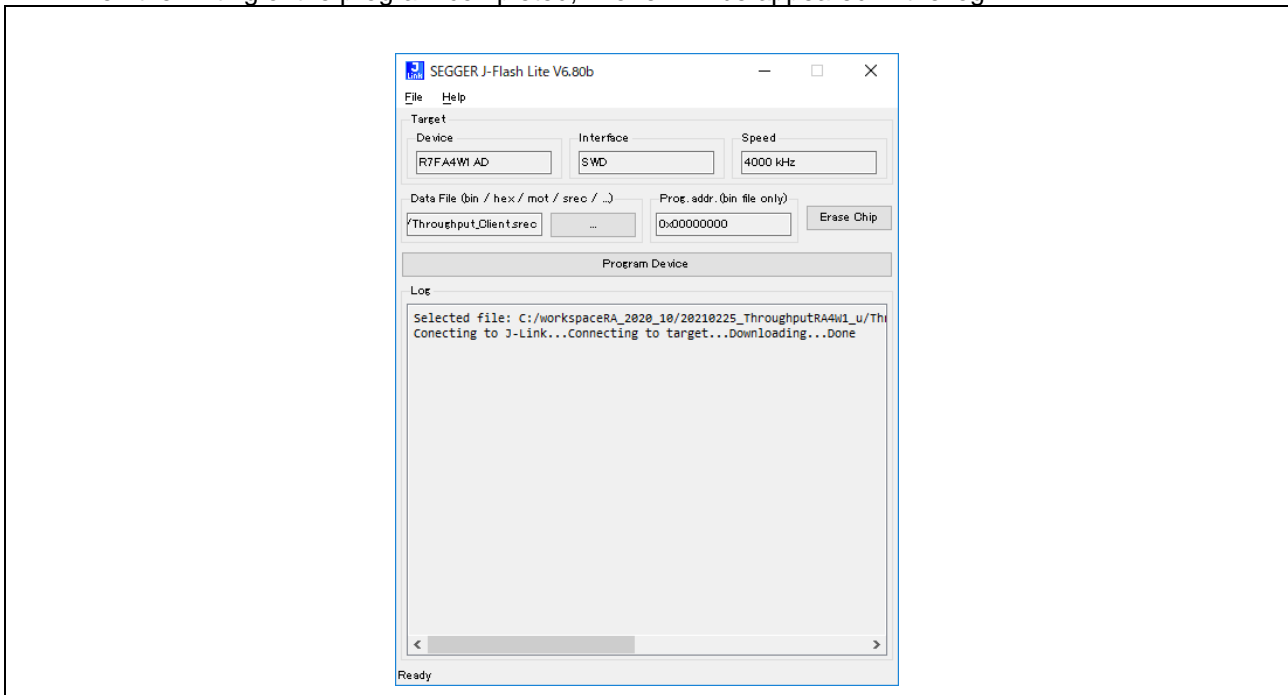 SEGGER J-Flash Lite V6.80b
File Help
Target
Device Interface Speed
R7FA4W1AD SWD 4000 kHz
Data File (bin / hex / mot / srec / ...) Prog. addr. (bin file only)
/Throughput_Client.srec ... 0x00000000 Erase Chip
Program Device
Log
Selected file: C:/workspaceRA_2020_10/20210225_ThroughputRA4W1_u/Th
Conecting to J-Link...Connecting to target...Downloading...Done
Ready